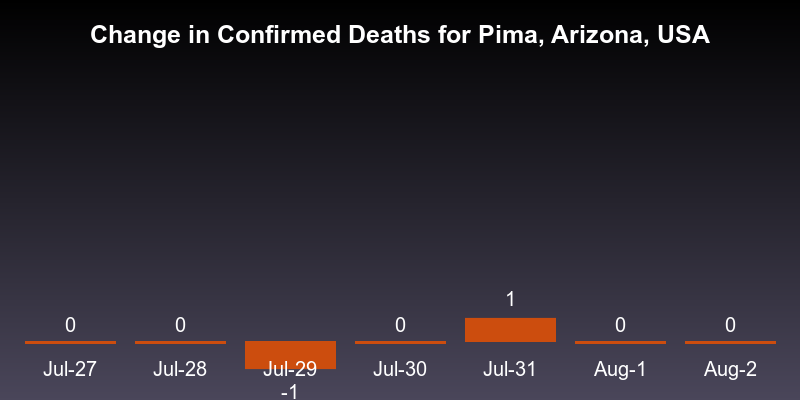 Change in Confirmed Deaths for Pima, Arizona, USA
0 0 0 1 0 0
Jul-27 Jul-28 Jul-29 Jul-30 Jul-31 Aug-1 Aug-2
-1